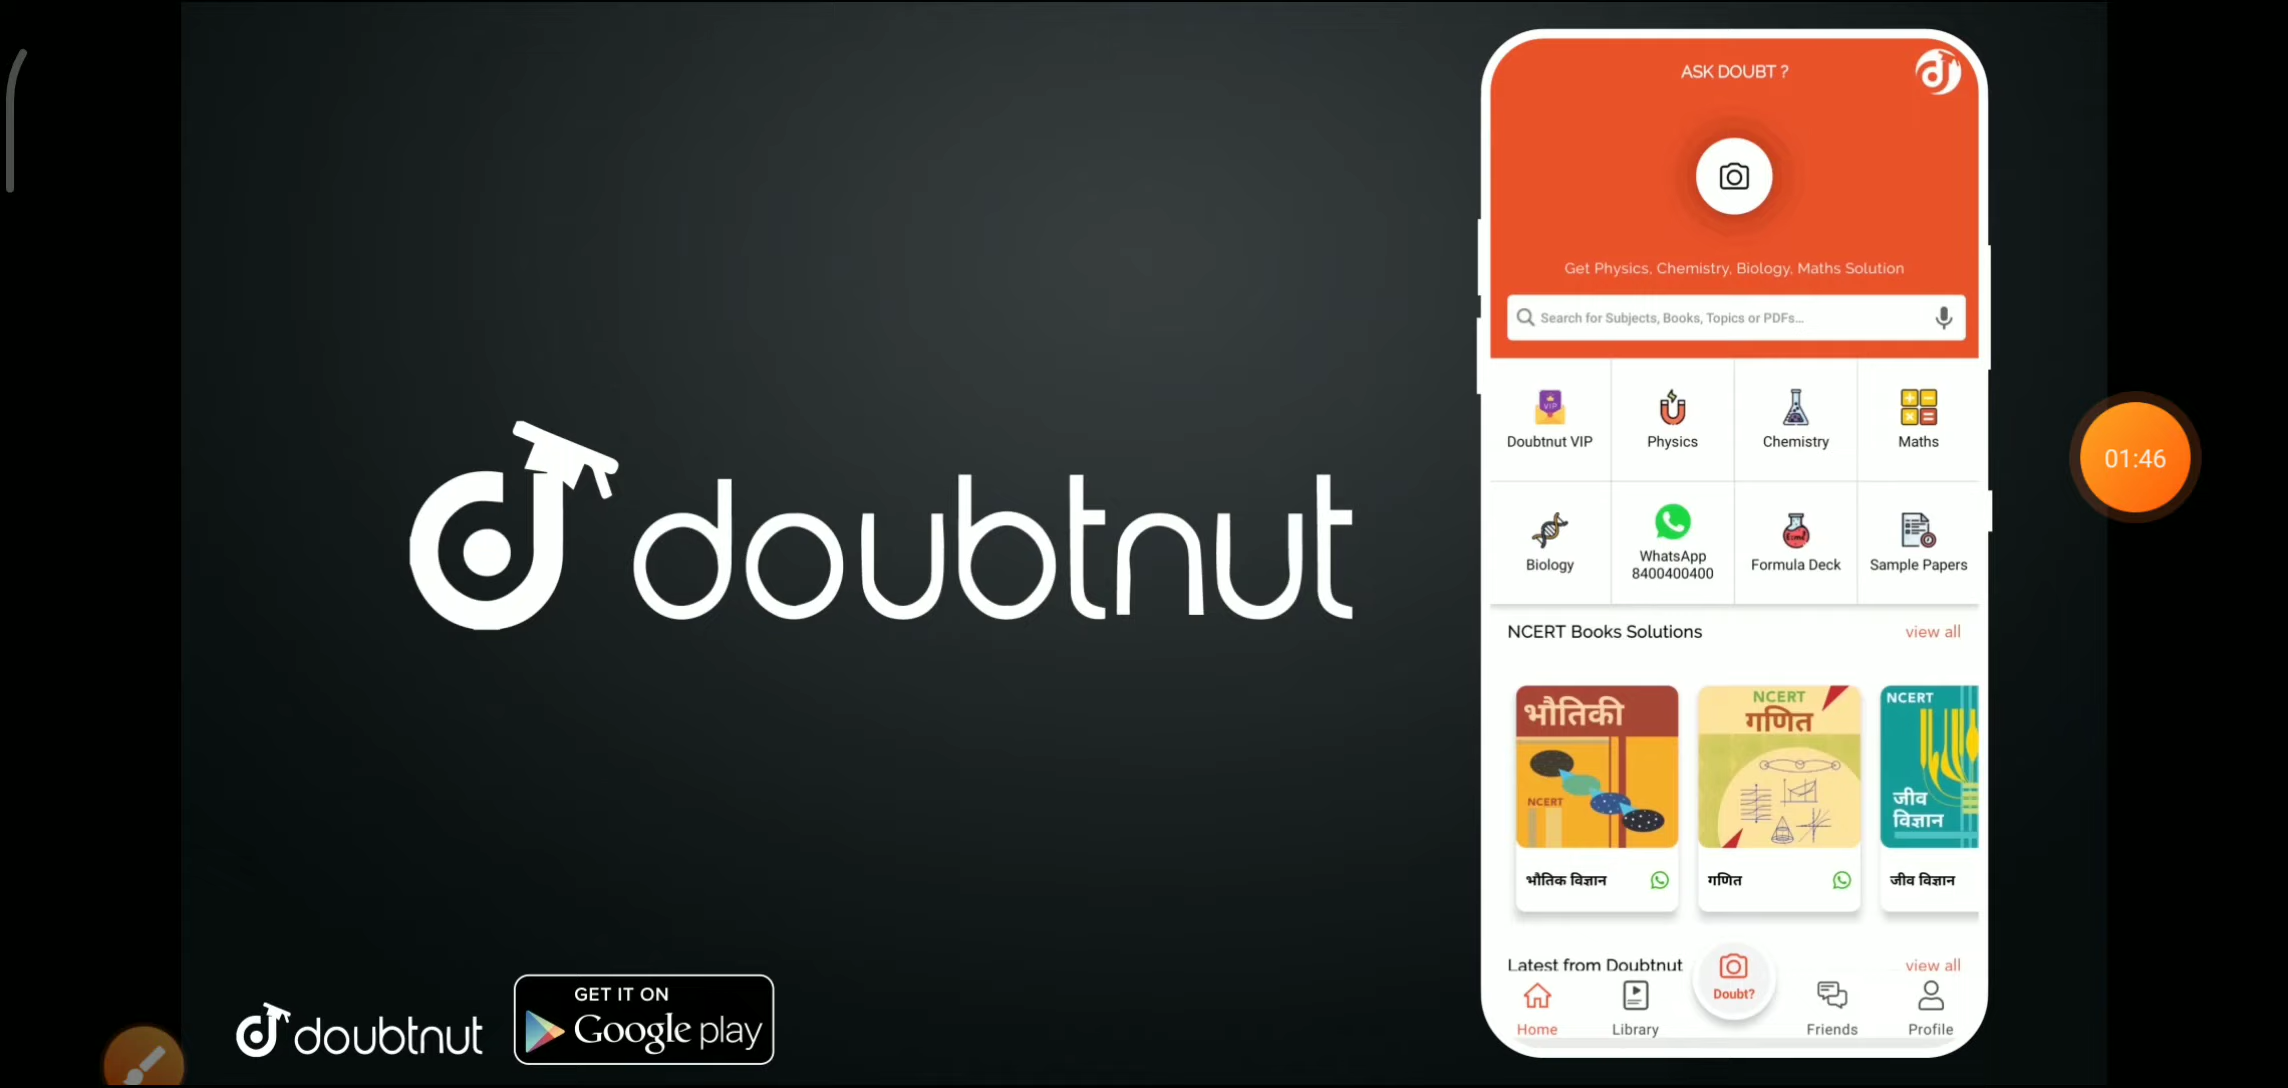 doubtnut
ASK DOUBT ?
Get Physics, Chemistry, Biology, Maths Solution
Search for Subjects, Books, Topics or PDFs...
VIP
Doubtnut VIP
Physics
Chemistry
Maths
Biology
WhatsApp
8400400400
Formula Deck
Sample Papers
NCERT Books Solutions
view all
भौतिकी
NCERT
भौतिक विज्ञान
NCERT
गणित
गणित
NCERT
जीव
विज्ञान
जीव विज्ञान
Latest from Doubtnut
view all
Doubt?
Home
Library
Friends
Profile
01:46
doubtnut
GET IT ON
Google play